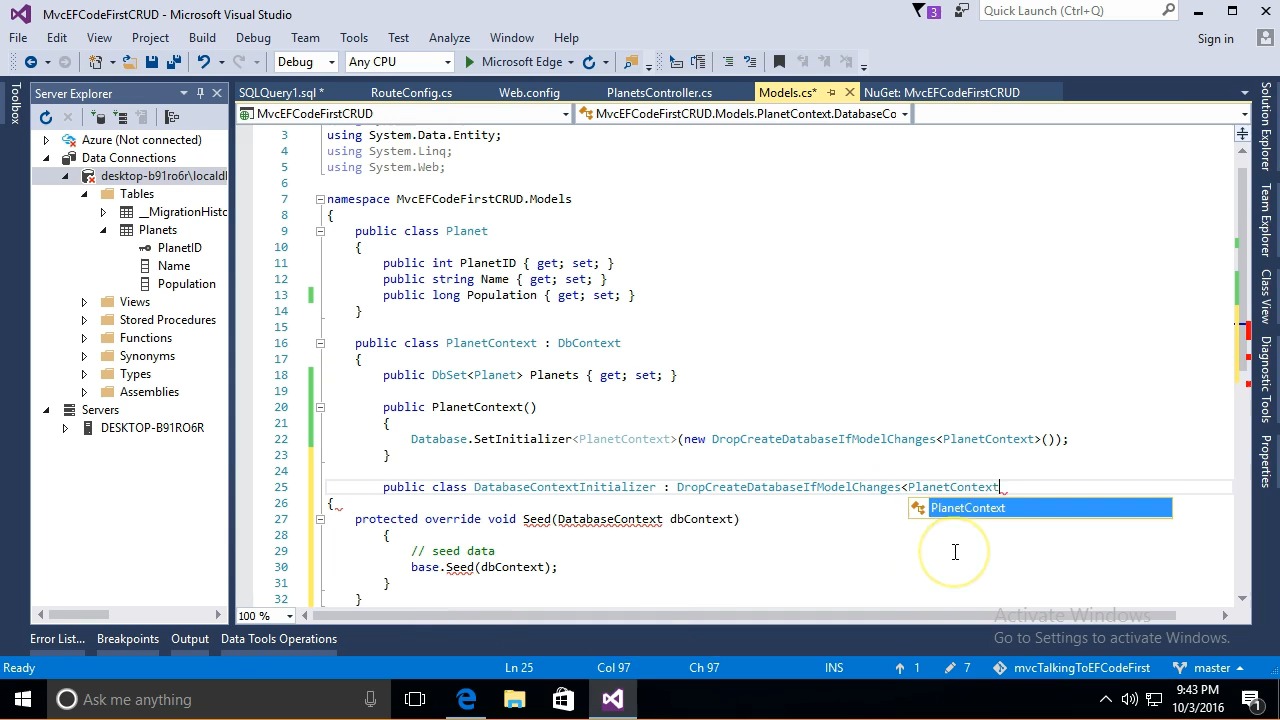 MvcEFCodeFirstCRUD - Microsoft Visual Studio
3
Quick Launch (Ctrl+Q)
File Edit View Project Build Debug Team Tools Test Analyze Window Help
Sign in
Debug Any CPU Microsoft Edge
Toolbox
Server Explorer
Azure (Not connected)
Data Connections
desktop-b91ro6r\locald
Tables
__MigrationHisto
Planets
PlanetID
Name
Population
Views
Stored Procedures
Functions
Synonyms
Types
Assemblies
Servers
DESKTOP-B91RO6R
SQLQuery1.sql * RouteConfig.cs Web.config PlanetsController.cs Models.cs* NuGet: MvcEFCodeFirstCRUD
MvcEFCodeFirstCRUD MvcEFCodeFirstCRUD.Models.PlanetContext.DatabaseCo
3 using System.Data.Entity;
4 using System.Linq;
5 using System.Web;
6
7 namespace MvcEFCodeFirstCRUD.Models
8 {
9 public class Planet
10 {
11 public int PlanetID { get; set; }
12 public string Name { get; set; }
13 public long Population { get; set; }
14 }
15
16 public class PlanetContext : DbContext
17 {
18 public DbSet<Planet> Planets { get; set; }
19
20 public PlanetContext()
21 {
22 Database.SetInitializer<PlanetContext>(new DropCreateDatabaseIfModelChanges<PlanetContext>());
23 }
24
25 public class DatabaseContextInitializer : DropCreateDatabaseIfModelChanges<PlanetContext
26 {
PlanetContext
27 protected override void Seed(DatabaseContext dbContext)
28 {
29 // seed data
30 base.Seed(dbContext);
31 }
32 }
100 %
Solution Explorer
Team Explorer
Class View
Diagnostic Tools
Properties
Activate Windows
Go to Settings to activate Windows.
Error List... Breakpoints Output Data Tools Operations
Ready Ln 25 Col 97 Ch 97 INS 1 7 mvcTalkingToEFCodeFirst master
Ask me anything
9:43 PM
10/3/2016
1